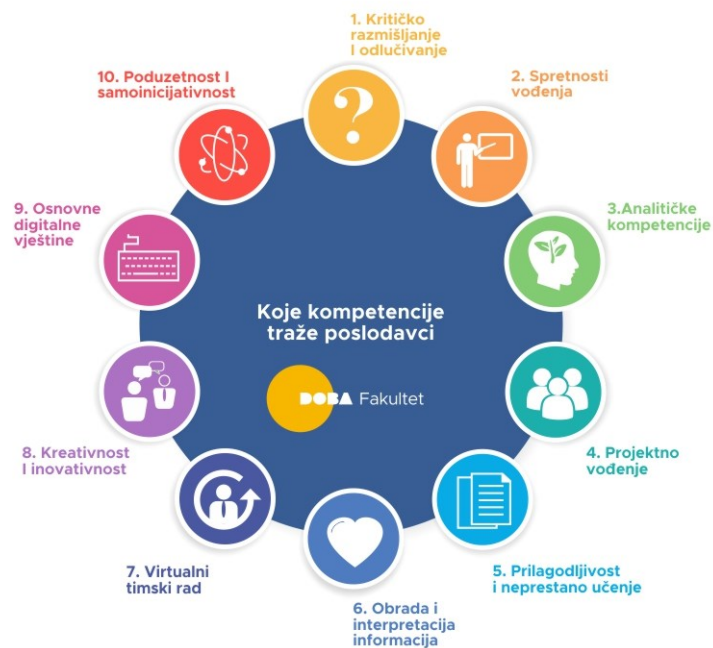 Koje kompetencije
traže poslodavci
DOBA Fakultet
1. Kritičko
razmišljanje
I odlučivanje
2. Spretnosti
vođenja
3.Analitičke
kompetencije
4. Projektno
vođenje
5. Prilagodljivost
i neprestano učenje
6. Obrada i
interpretacija
informacija
7. Virtualni
timski rad
8. Kreativnost
I inovativnost
9. Osnovne
digitalne
vještine
10. Poduzetnost I
samoinicijativnost
?